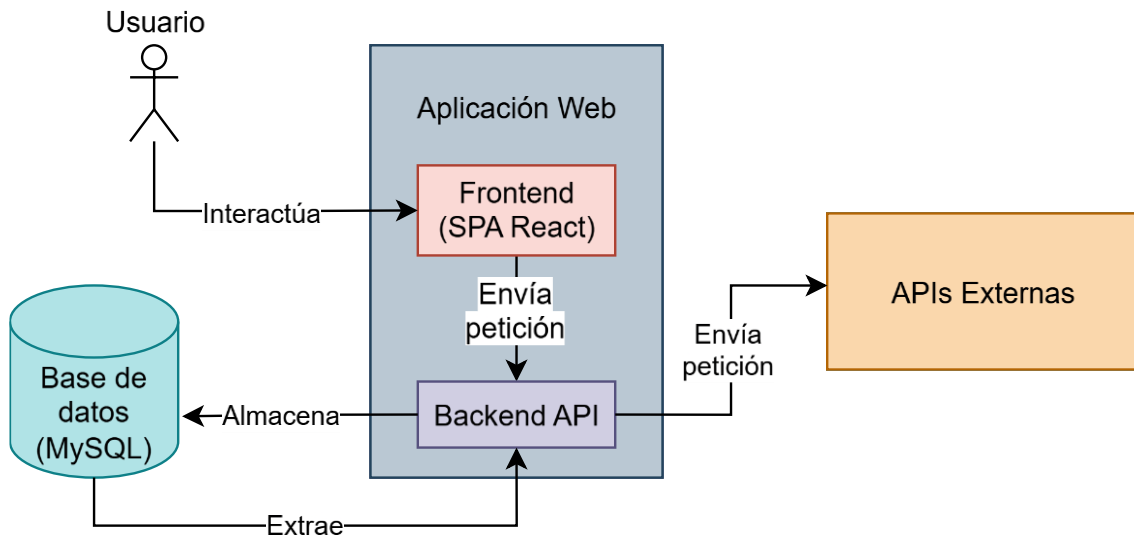 Usuario
Aplicación Web
Frontend
(SPA React)
Interactúa
Envía
petición
APIs Externas
Envía
petición
Base de
datos
(MySQL)
Almacena
Backend API
Extrae